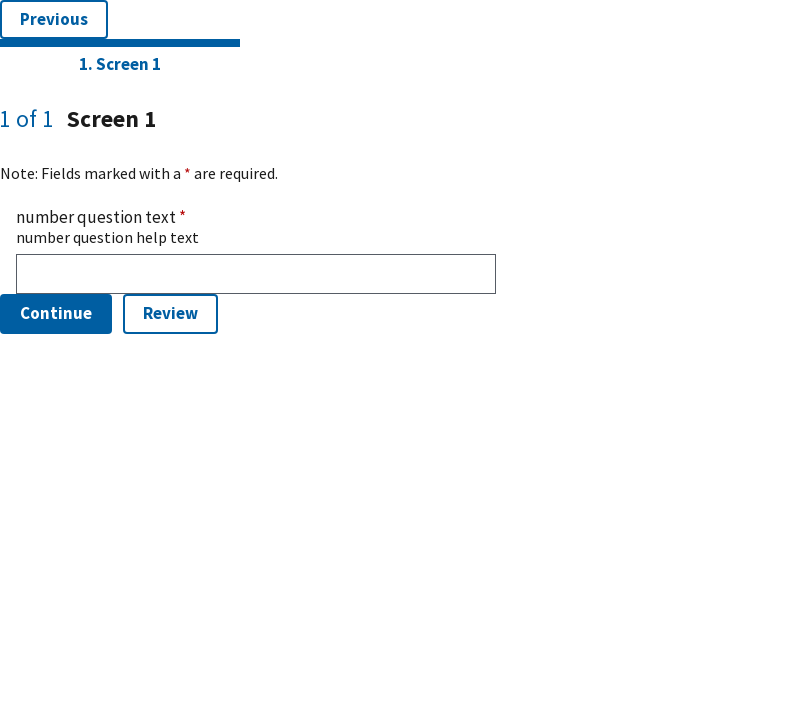 Previous
1. Screen 1
1 of 1 Screen 1
Note: Fields marked with a * are required.
number question text *
number question help text
Continue Review